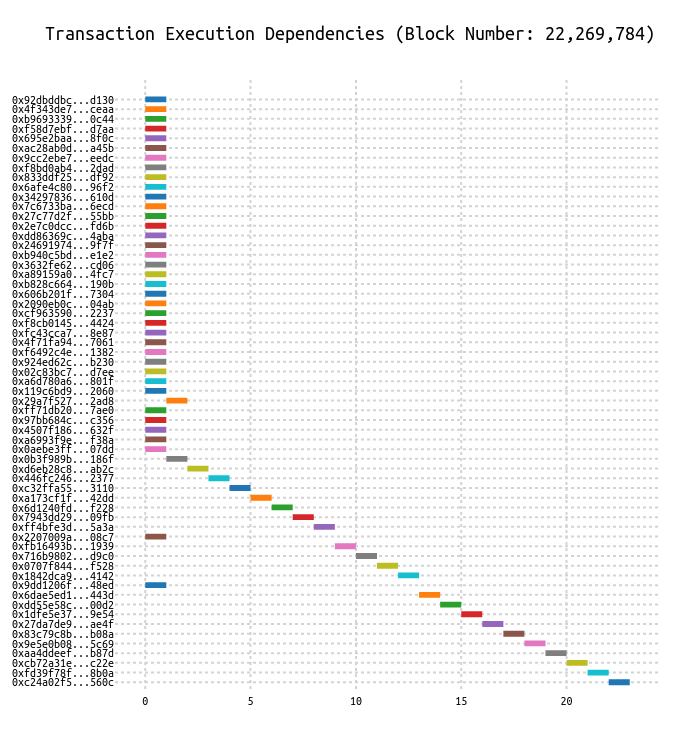 Transaction Execution Dependencies (Block Number: 22,269,784)
0x92dbddbc...d130
0x4f343de7...ceaa
0xb9693339...0c44
0xf58d7ebf...d7aa
0x695e2baa...8f0c
0xac28ab0d...a45b
0x9cc2ebe7...eedc
0xf8bd0ab4...2dad
0x833ddf25...df92
0x6afe4c80...96f2
0x34297836...610d
0x7c6733ba...6ecd
0x27c77d2f...55bb
0x2e7c0dcc...fd6b
0xdd86369c...4aba
0x24691974...9f7f
0xb940c5bd...e1e2
0x3632fe62...cd06
0xa89159a0...4fc7
0xb828c664...190b
0x606b201f...7304
0x2090eb0c...04ab
0xcf963590...2237
0xf8cb0145...4424
0xfc43cca7...8e87
0x4f71fa94...7061
0xf6492c4e...1382
0x924ed62c...b230
0x02c83bc7...d7ee
0xa6d780a6...801f
0x119c6bd9...2060
0x29a7f527...2ad8
0xff71db20...7ae0
0x97bb684c...c356
0x4507f186...632f
0xa6993f9e...f38a
0x0aebe3ff...07dd
0x0b3f989b...186f
0xd6eb28c8...ab2c
0x446fc246...2377
0xc32ffa55...3110
0xa173cf1f...42dd
0x6d1240fd...f228
0x7943dd29...09fb
0xff4bfe3d...5a3a
0x2207009a...08c7
0xfb16493b...1939
0x716b9802...d9c0
0x0707f844...f528
0x1842dca9...4142
0x9dd1206f...48ed
0x6dae5ed1...443d
0xdd55e58c...00d2
0x1dfe5e37...9e54
0x27da7de9...ae4f
0x83c79c8b...b08a
0x9e5e0b08...5c69
0xaa4ddeef...b87d
0xcb72a31e...c22e
0xfd39f78f...8b0a
0xc24a02f5...560c
0 5 10 15 20